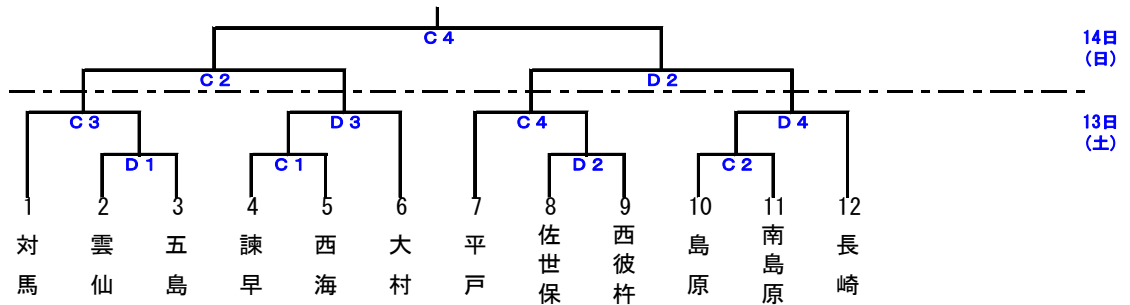 Ｃ４
14日
(日)
Ｃ２
Ｄ２
Ｃ３
Ｄ３
Ｃ４
Ｄ４
13日
(土)
Ｄ１
Ｃ１
Ｄ２
Ｃ２
1
2
3
4
5
6
7
8
9
10
11
12
対馬
雲仙
五島
諫早
西海
大村
平戸
佐世保
西彼杵
島原
南島原
長崎